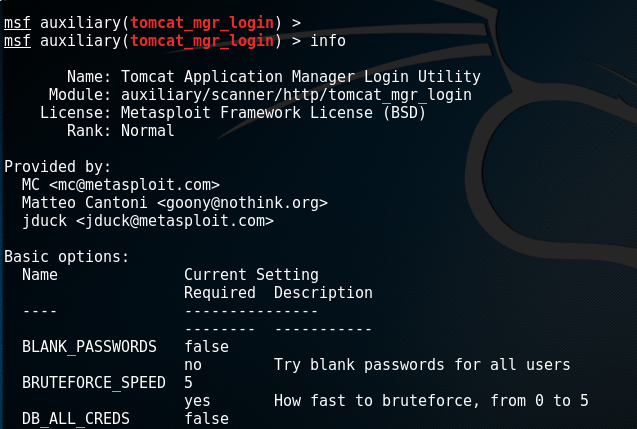 msf auxiliary(tomcat_mgr_login) >
msf auxiliary(tomcat_mgr_login) > info
Name: Tomcat Application Manager Login Utility
Module: auxiliary/scanner/http/tomcat_mgr_login
License: Metasploit Framework License (BSD)
Rank: Normal
Provided by:
MC <mc@metasploit.com>
Matteo Cantoni <goony@nothink.org>
jduck <jduck@metasploit.com>
Basic options:
Name Current Setting
Required Description
---- ---------------
-------- -----------
BLANK_PASSWORDS false
no Try blank passwords for all users
BRUTEFORCE_SPEED 5
yes How fast to bruteforce, from 0 to 5
DB_ALL_CREDS false